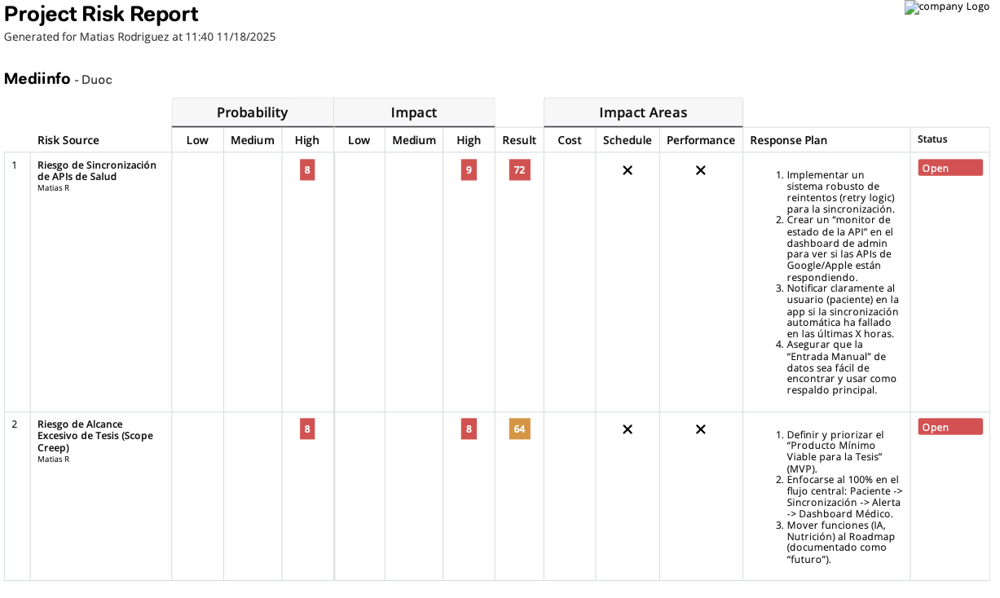 Project Risk Report
company Logo
Generated for Matias Rodriguez at 11:40 11/18/2025
Mediinfo - Duoc
Probability Impact Impact Areas
Risk Source Low Medium High Low Medium High Result Cost Schedule Performance Response Plan Status
1 Riesgo de Sincronización 8 9 72 ✕ ✕ Open
de APIs de Salud
Matias R
1. Implementar un
sistema robusto de
reintentos (retry logic)
para la sincronización.
2. Crear un “monitor de
estado de la API” en el
dashboard de admin
para ver si las APIs de
Google/Apple están
respondiendo.
3. Notificar claramente al
usuario (paciente) en la
app si la sincronización
automática ha fallado
en las últimas X horas.
4. Asegurar que la
“Entrada Manual” de
datos sea fácil de
encontrar y usar como
respaldo principal.
2 Riesgo de Alcance 8 8 64 ✕ ✕ Open
Excesivo de Tesis (Scope
Creep)
Matias R
1. Definir y priorizar el
“Producto Mínimo
Viable para la Tesis”
(MVP).
2. Enfocarse al 100% en el
flujo central: Paciente ->
Sincronización -> Alerta
-> Dashboard Médico.
3. Mover funciones (IA,
Nutrición) al Roadmap
(documentado como
“futuro”).